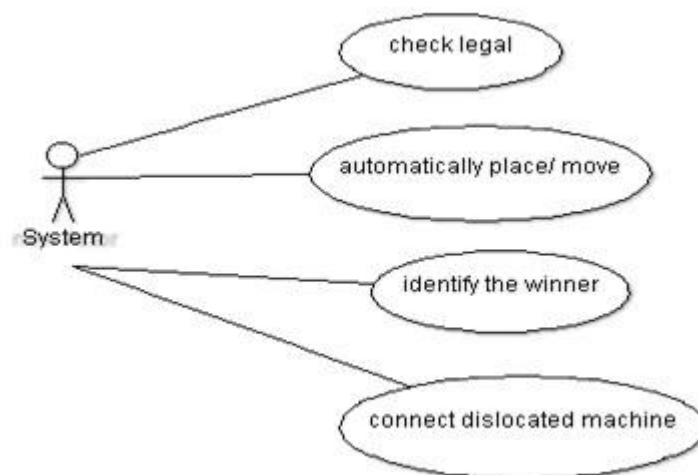 check legal
automatically place/ move
System
identify the winner
connect dislocated machine